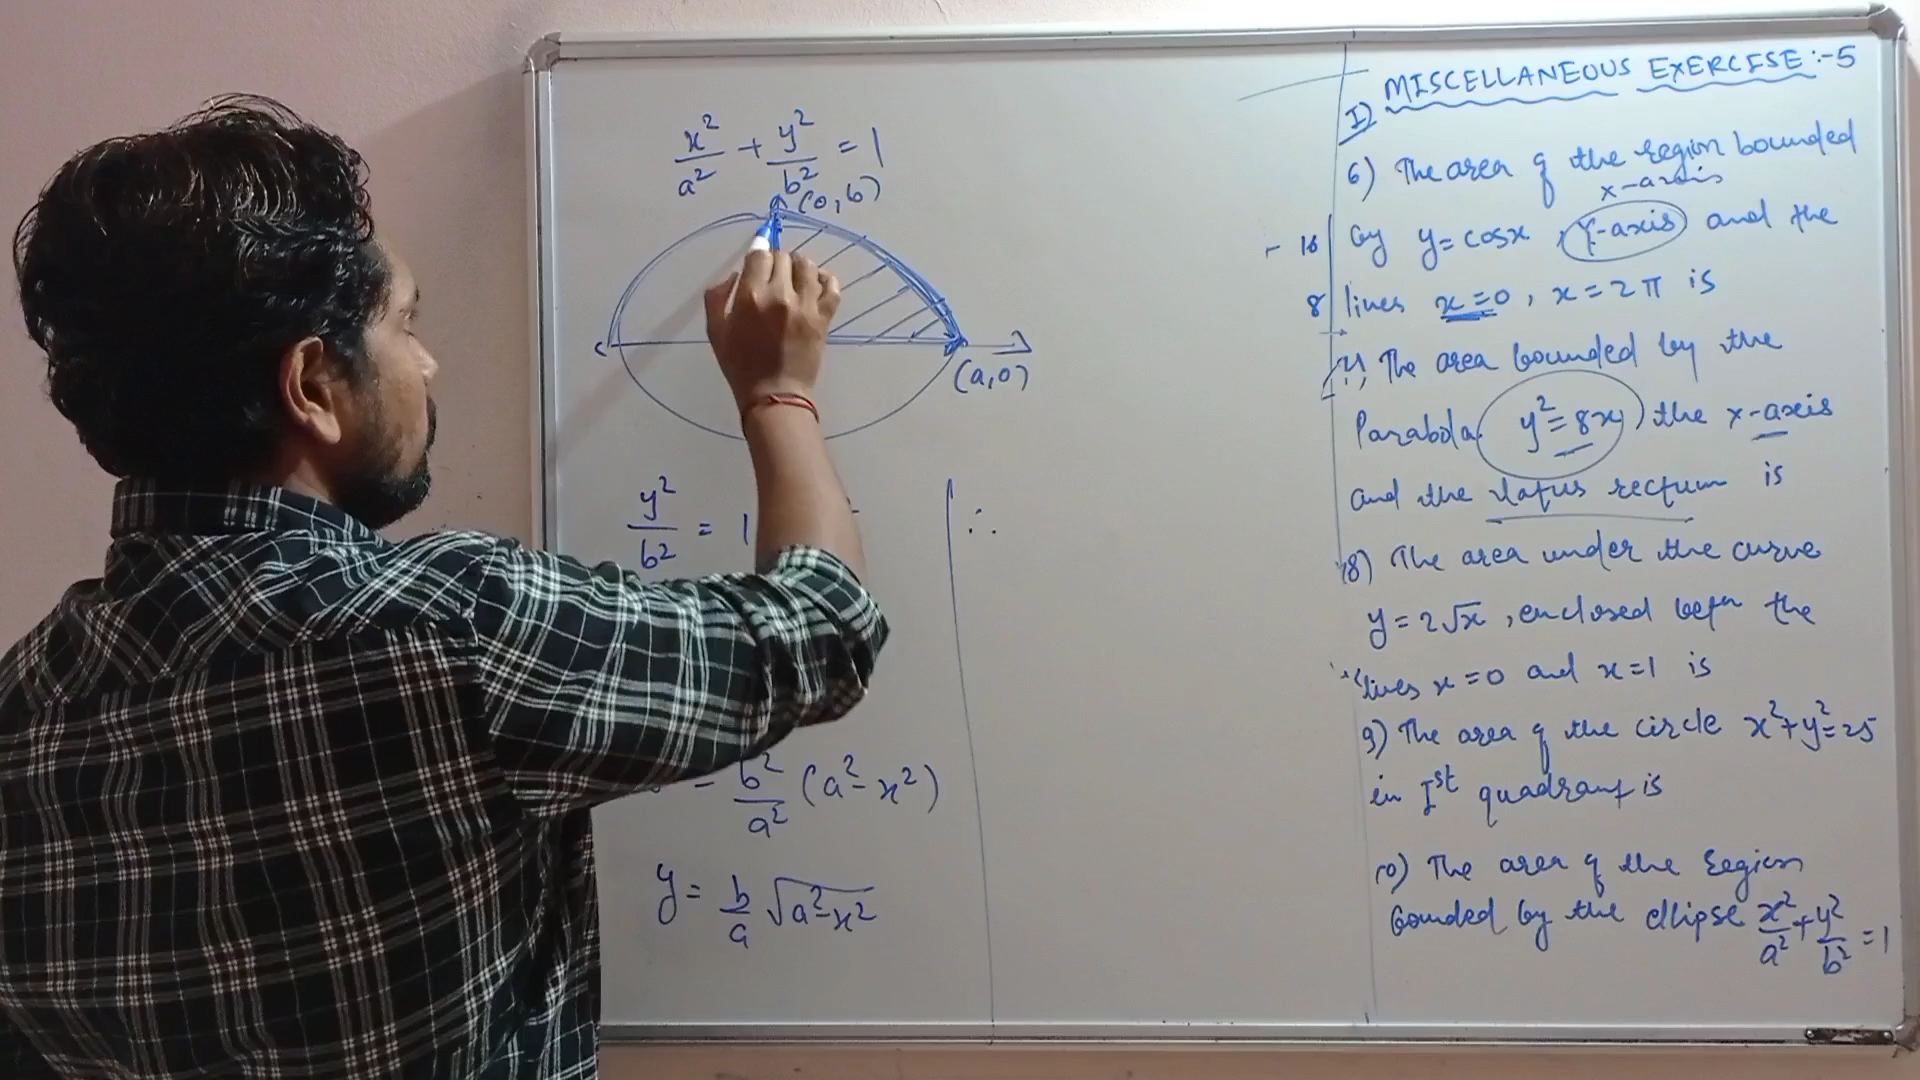 x²/a² + y²/b² = 1
(0,b)
(a,0)
y²/b² = 1
b²/a² (a²-x²)
y = b/a √a²-x²
∴
MISCELLANEOUS EXERCISE :-5
I)
6) The area of the region bounded
x-axis
by y = cosx , Y-axis and the
lines x=0, x = 2π is
The area bounded by the
Parabola y²=8x, the x-axis
and the latus rectum is
8) The area under the curve
y = 2√x, enclosed betn the
lines x=0 and x=1 is
9) The area of the circle x²+y²=25
in Ist quadrant is
10) The area of the region
bounded by the ellipse x²/a² + y²/b² = 1